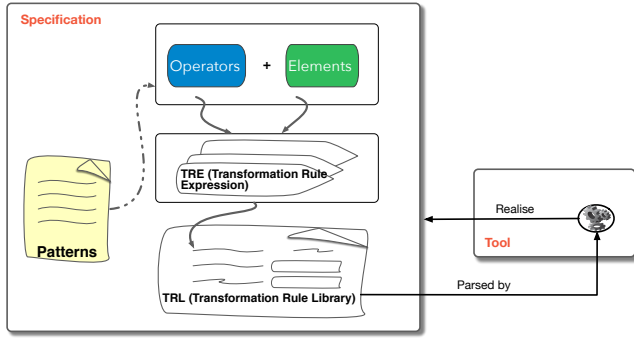 Specification
Operators + Elements
TRE (Transformation Rule
Expression)
Patterns
TRL (Transformation Rule Library)
Realise
Tool
Parsed by